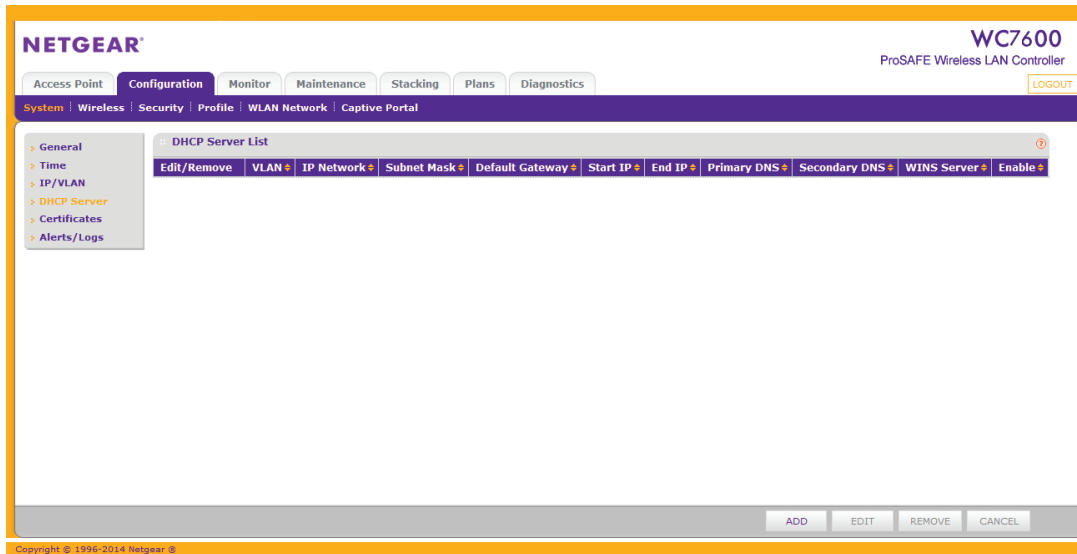 NETGEAR®
WC7600
ProSAFE Wireless LAN Controller
Access Point Configuration Monitor Maintenance Stacking Plans Diagnostics
LOGOUT
System Wireless Security Profile WLAN Network Captive Portal
General
Time
IP/VLAN
DHCP Server
Certificates
Alerts/Logs
DHCP Server List
?
Edit/Remove VLAN IP Network Subnet Mask Default Gateway Start IP End IP Primary DNS Secondary DNS WINS Server Enable
ADD EDIT REMOVE CANCEL
Copyright © 1996-2014 Netgear ®